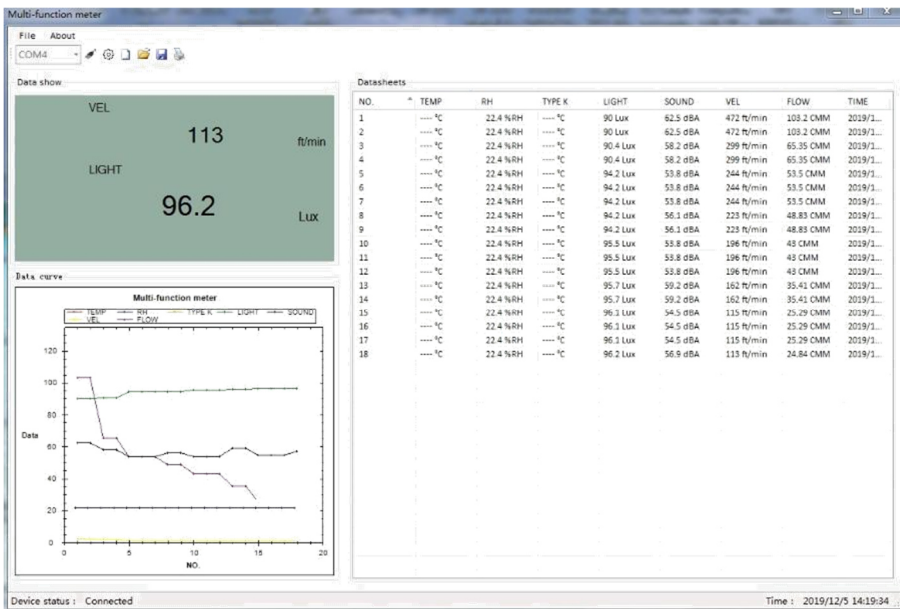 Multi-function meter
File About
COM4
Data show
VEL
113 ft/min
LIGHT
96.2 Lux
Data curve
Multi-function meter
TEMP RH TYPE K LIGHT SOUND
VEL FLOW
120
100
80
Data
60
40
20
0
0 5 10 15 20
NO.
Datasheets
NO. TEMP RH TYPE K LIGHT SOUND VEL FLOW TIME
1 ---- °C 22.4 %RH ---- °C 90 Lux 62.5 dBA 472 ft/min 103.2 CMM 2019/1...
2 ---- °C 22.4 %RH ---- °C 90 Lux 62.5 dBA 472 ft/min 103.2 CMM 2019/1...
3 ---- °C 22.4 %RH ---- °C 90.4 Lux 58.2 dBA 299 ft/min 65.35 CMM 2019/1...
4 ---- °C 22.4 %RH ---- °C 90.4 Lux 58.2 dBA 299 ft/min 65.35 CMM 2019/1...
5 ---- °C 22.4 %RH ---- °C 94.2 Lux 53.8 dBA 244 ft/min 53.5 CMM 2019/1...
6 ---- °C 22.4 %RH ---- °C 94.2 Lux 53.8 dBA 244 ft/min 53.5 CMM 2019/1...
7 ---- °C 22.4 %RH ---- °C 94.2 Lux 53.8 dBA 244 ft/min 53.5 CMM 2019/1...
8 ---- °C 22.4 %RH ---- °C 94.2 Lux 56.1 dBA 223 ft/min 48.83 CMM 2019/1...
9 ---- °C 22.4 %RH ---- °C 94.2 Lux 56.1 dBA 223 ft/min 48.83 CMM 2019/1...
10 ---- °C 22.4 %RH ---- °C 95.5 Lux 53.8 dBA 196 ft/min 43 CMM 2019/1...
11 ---- °C 22.4 %RH ---- °C 95.5 Lux 53.8 dBA 196 ft/min 43 CMM 2019/1...
12 ---- °C 22.4 %RH ---- °C 95.5 Lux 53.8 dBA 196 ft/min 43 CMM 2019/1...
13 ---- °C 22.4 %RH ---- °C 95.7 Lux 59.2 dBA 162 ft/min 35.41 CMM 2019/1...
14 ---- °C 22.4 %RH ---- °C 95.7 Lux 59.2 dBA 162 ft/min 35.41 CMM 2019/1...
15 ---- °C 22.4 %RH ---- °C 96.1 Lux 54.5 dBA 115 ft/min 25.29 CMM 2019/1...
16 ---- °C 22.4 %RH ---- °C 96.1 Lux 54.5 dBA 115 ft/min 25.29 CMM 2019/1...
17 ---- °C 22.4 %RH ---- °C 96.1 Lux 54.5 dBA 115 ft/min 25.29 CMM 2019/1...
18 ---- °C 22.4 %RH ---- °C 96.2 Lux 56.9 dBA 113 ft/min 24.84 CMM 2019/1...
Device status : Connected
Time : 2019/12/5 14:19:34